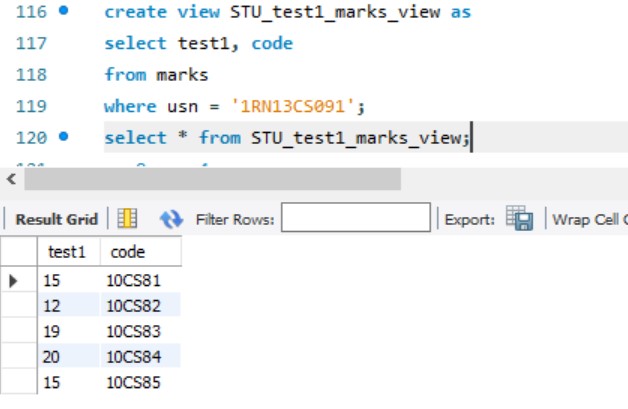 116 create view STU_test1_marks_view as
117 select test1, code
118 from marks
119 where usn = '1RN13CS091';
120 select * from STU_test1_marks_view;
Result Grid Filter Rows: Export: Wrap Cell
test1 code
15 10CS81
12 10CS82
19 10CS83
20 10CS84
15 10CS85